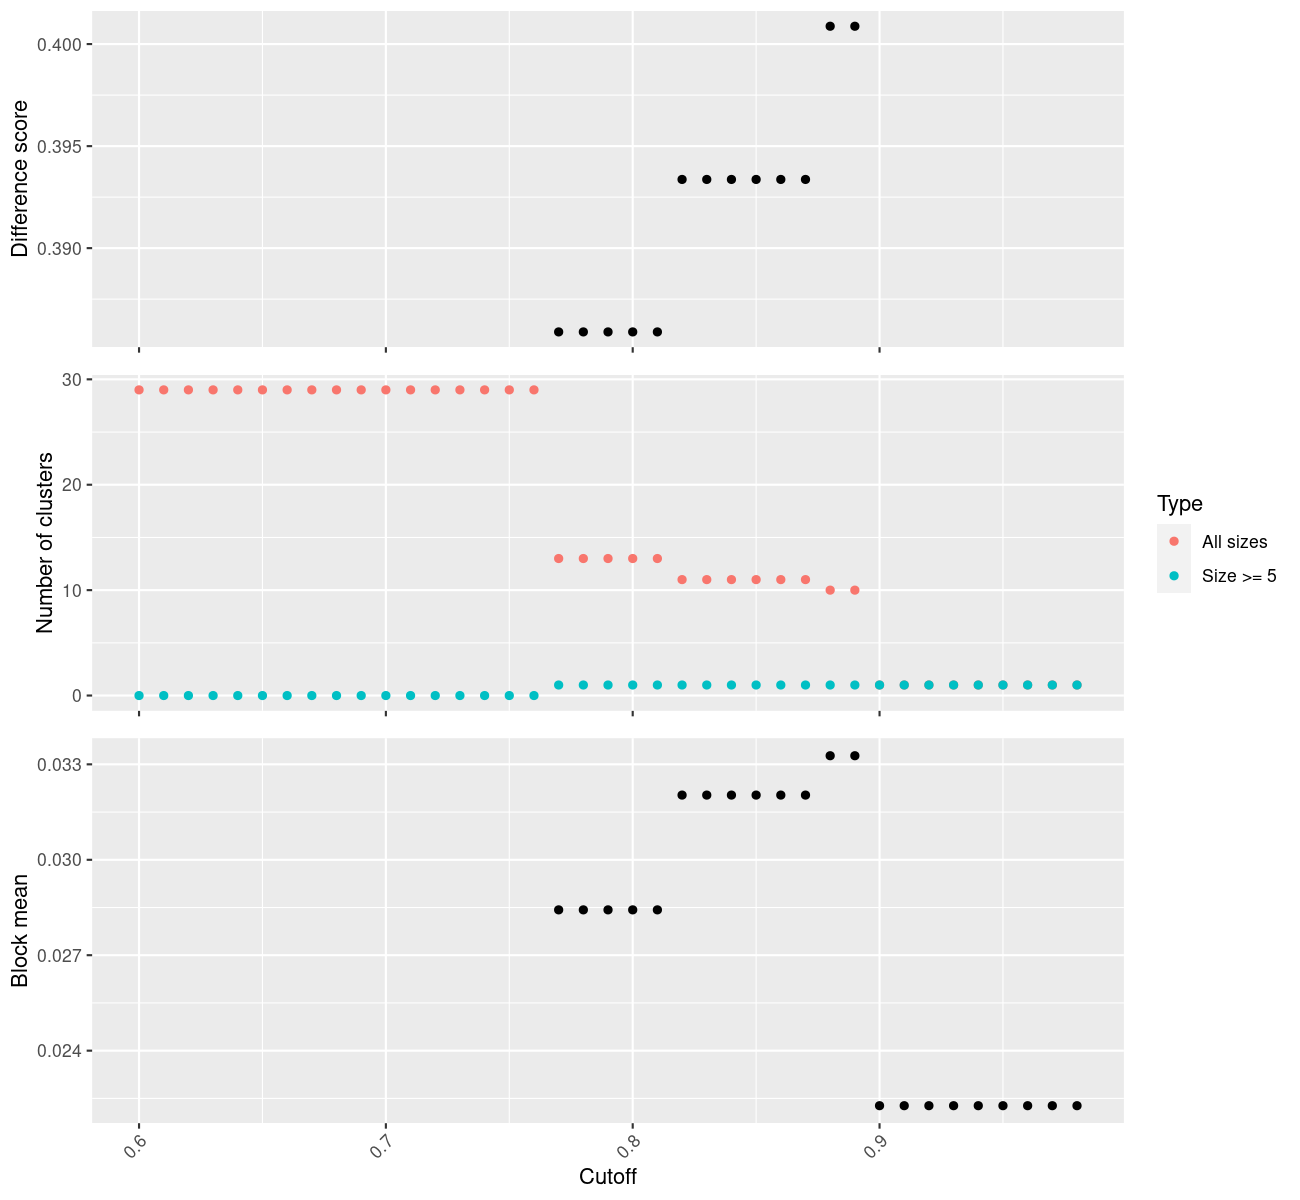 0.400
0.395
0.390
Difference score
30
20
10
0
Number of clusters
Type
All sizes
Size >= 5
0.033
0.030
0.027
0.024
Block mean
0.6
0.7
0.8
0.9
Cutoff